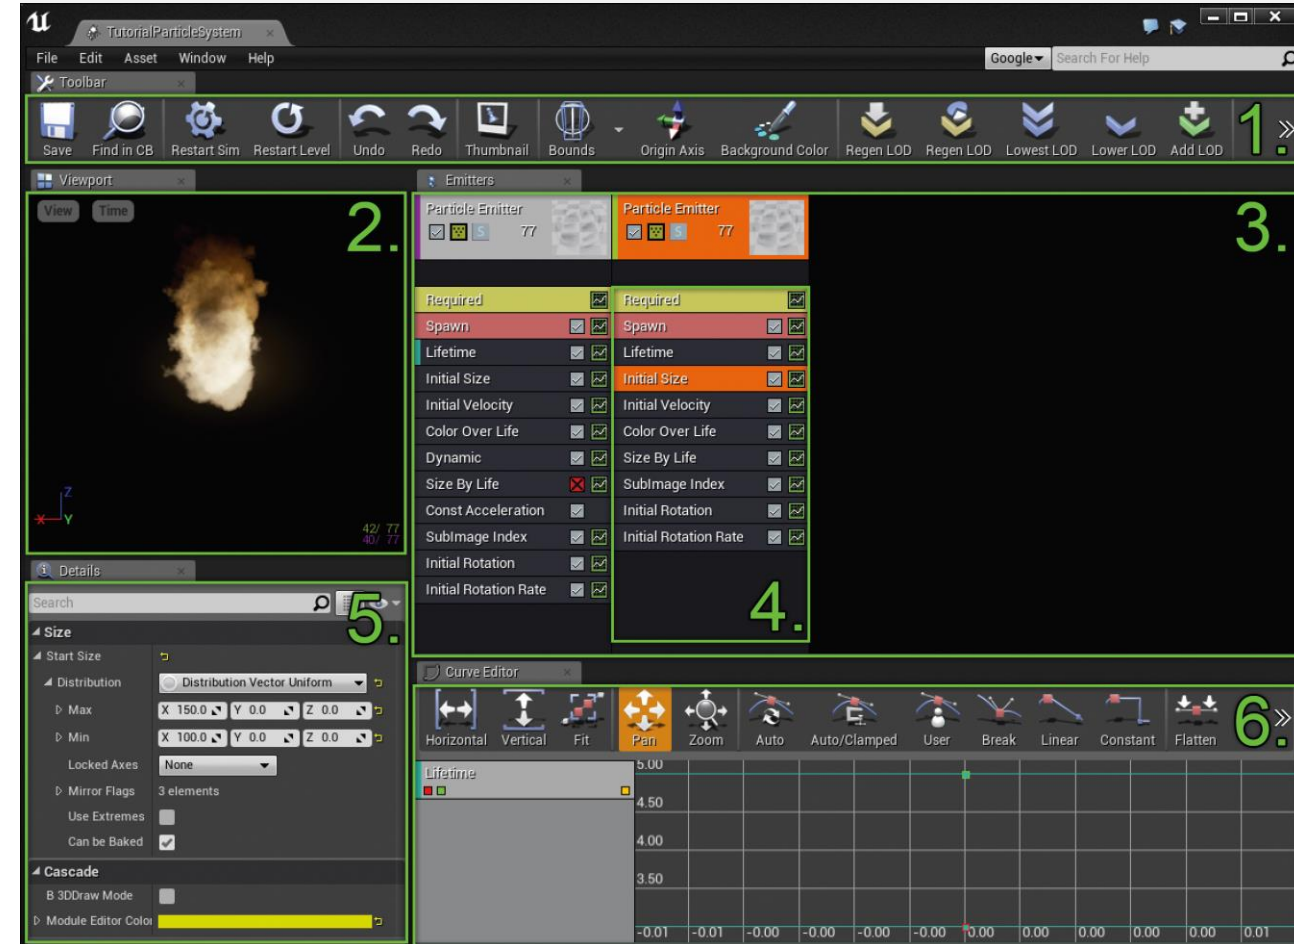 TutorialParticleSystem
File Edit Asset Window Help
Google Search For Help
Toolbar
Save Find in CB Restart Sim Restart Level Undo Redo Thumbnail Bounds Origin Axis Background Color Regen LOD Regen LOD Lowest LOD Lower LOD Add LOD
1.
Viewport
View Time
2.
Z
X Y
42/ 77
40/ 77
Emitters
Particle Emitter Particle Emitter
S 77 S 77
3.
Required Required
Spawn Spawn
Lifetime Lifetime
Initial Size Initial Size
Initial Velocity Initial Velocity
Color Over Life Color Over Life
Dynamic Size By Life
Size By Life SubImage Index
Const Acceleration Initial Rotation
SubImage Index Initial Rotation Rate
Initial Rotation
Initial Rotation Rate
4.
Details
Search
5.
Size
Start Size
Distribution Distribution Vector Uniform
Max X 150.0 Y 0.0 Z 0.0
Min X 100.0 Y 0.0 Z 0.0
Locked Axes None
Mirror Flags 3 elements
Use Extremes
Can be Baked
Cascade
B 3DDraw Mode
Module Editor Color
Curve Editor
Horizontal Vertical Fit Pan Zoom Auto Auto/Clamped User Break Linear Constant Flatten
6.
Lifetime
5.00
4.50
4.00
3.50
-0.01 -0.01 -0.00 -0.00 -0.00 -0.00 0.00 0.00 0.00 0.00 0.00 0.01